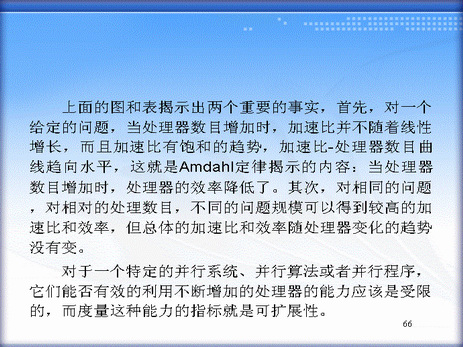 上面的图和表揭示出两个重要的事实，首先，对一个
给定的问题，当处理器数目增加时，加速比并不随着线性
增长，而且加速比有饱和的趋势，加速比-处理器数目曲
线趋向水平，这就是Amdahl定律揭示的内容：当处理器
数目增加时，处理器的效率降低了。其次，对相同的问题
，对相对的处理数目，不同的问题规模可以得到较高的加
速比和效率，但总体的加速比和效率随处理器变化的趋势
没有变。
对于一个特定的并行系统、并行算法或者并行程序，
它们能否有效的利用不断增加的处理器的能力应该是受限
的，而度量这种能力的指标就是可扩展性。
66